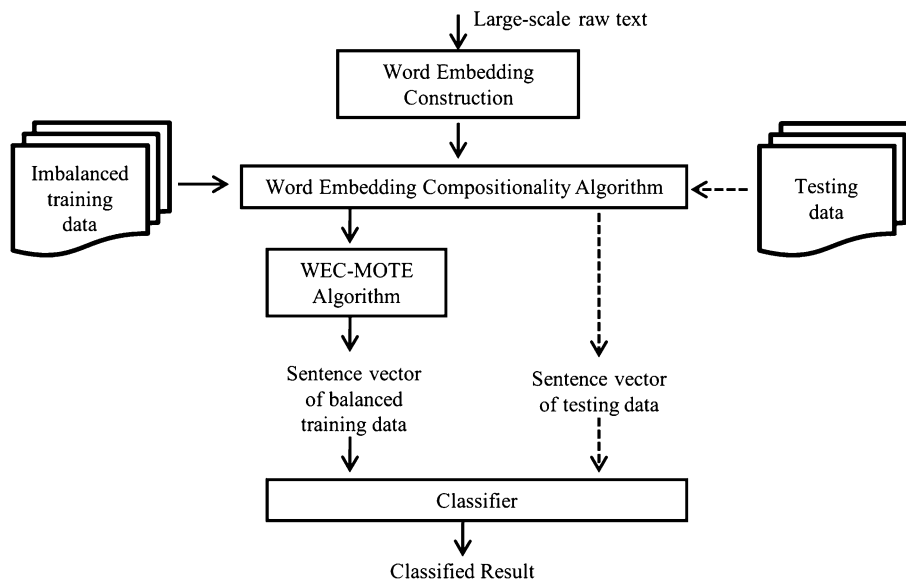 Large-scale raw text
Word Embedding
Construction
Imbalanced
training
data
Word Embedding Compositionality Algorithm
Testing
data
WEC-MOTE
Algorithm
Sentence vector
of balanced
training data
Sentence vector
of testing data
Classifier
Classified Result